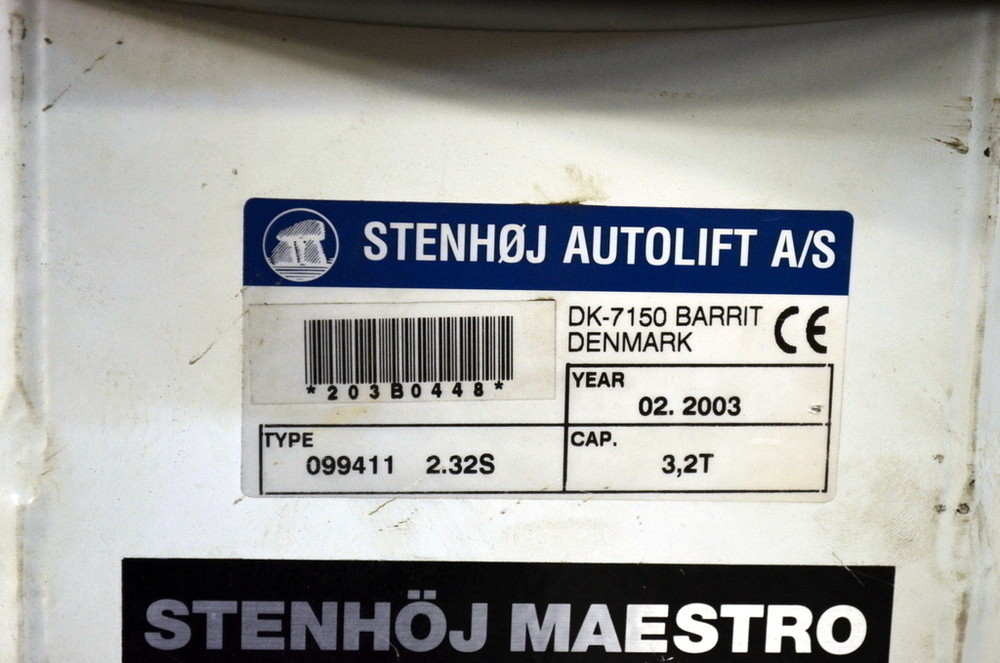 STENHØJ AUTOLIFT A/S
DK-7150 BARRIT
DENMARK
CE
*203B0448*
YEAR
02. 2003
TYPE
099411 2.32S
CAP.
3,2T
STENHÖJ MAESTRO